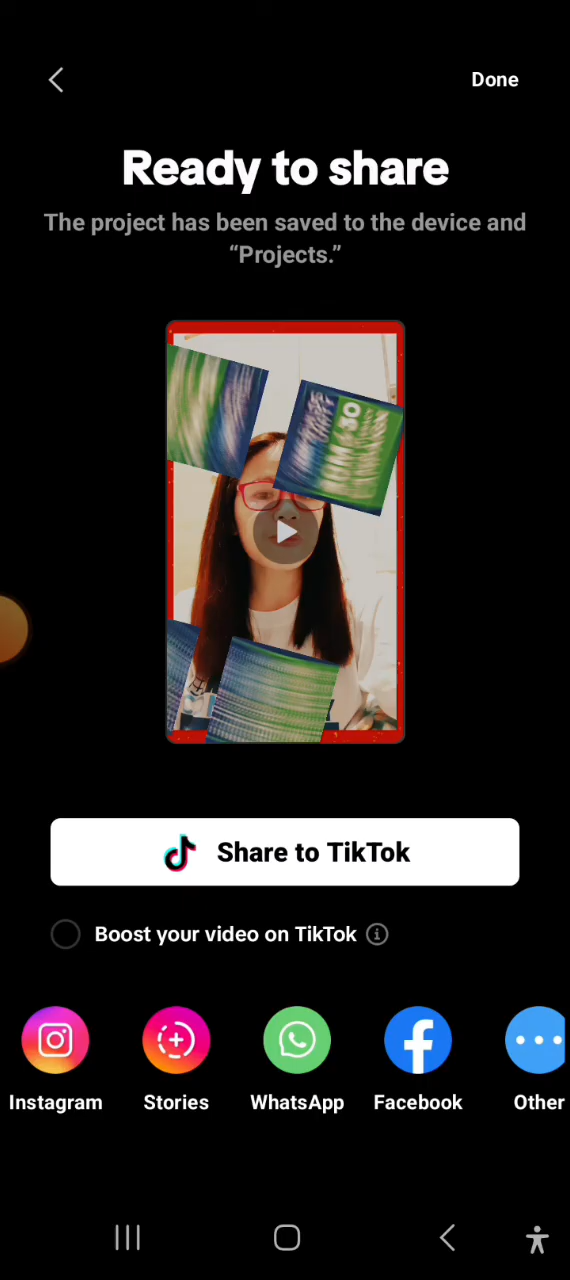 Done
Ready to share
The project has been saved to the device and
“Projects.”
30
Share to TikTok
Boost your video on TikTok
Instagram Stories WhatsApp Facebook Other